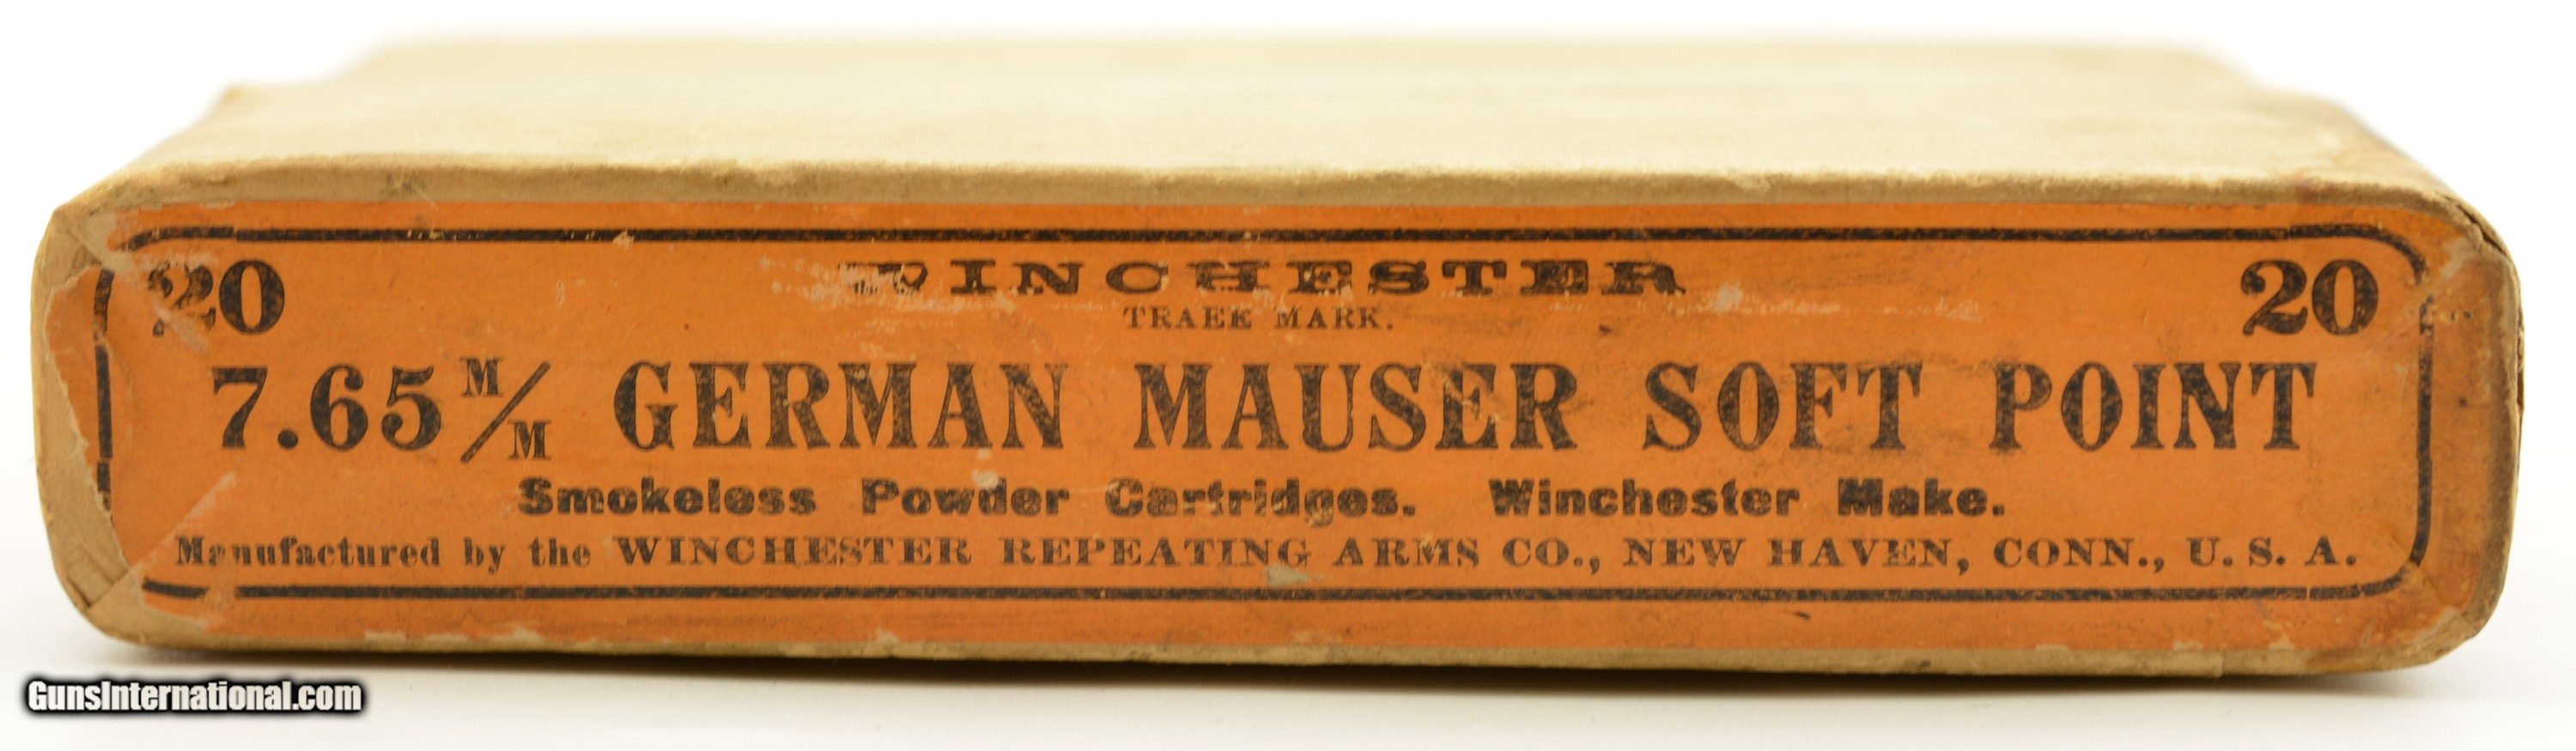 20 WINCHESTER 20
TRAEE MARK.
7.65 M/M GERMAN MAUSER SOFT POINT
Smokeless Powder Cartridges. Winchester Make.
Manufactured by the WINCHESTER REPEATING ARMS CO., NEW HAVEN, CONN., U. S. A.
GunsInternational.com